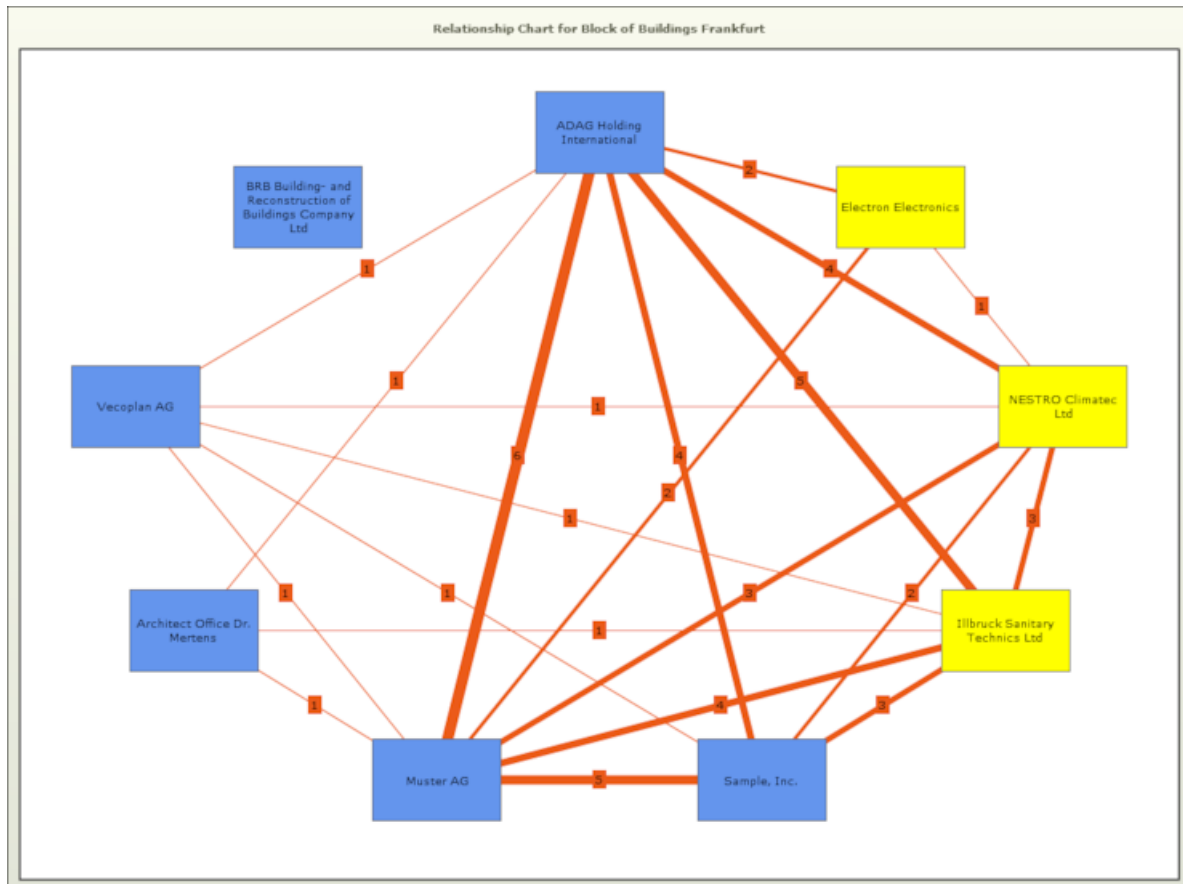 Relationship Chart for Block of Buildings Frankfurt
ADAG Holding
International
BRB Building- and
Reconstruction of
Buildings Company
Ltd
2
Electron Electronics
1
4
1
1
5
Vecoplan AG
1
NESTRO Climatec
Ltd
6
4
2
1
3
1
1
3
2
Architect Office Dr.
Mertens
1
Illbruck Sanitary
Technics Ltd
1
4
3
Muster AG
5
Sample, Inc.